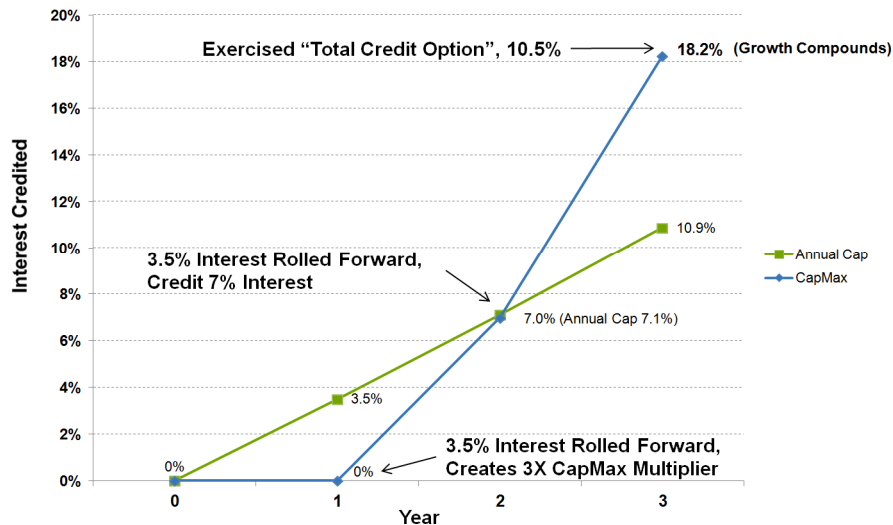 20%
18%
16%
14%
12%
10%
8%
6%
4%
2%
0%
Interest Credited
Exercised “Total Credit Option”, 10.5%
18.2% (Growth Compounds)
10.9%
3.5% Interest Rolled Forward,
Credit 7% Interest
7.0% (Annual Cap 7.1%)
3.5%
0%
0%
3.5% Interest Rolled Forward,
Creates 3X CapMax Multiplier
Annual Cap
CapMax
0 1 2 3
Year